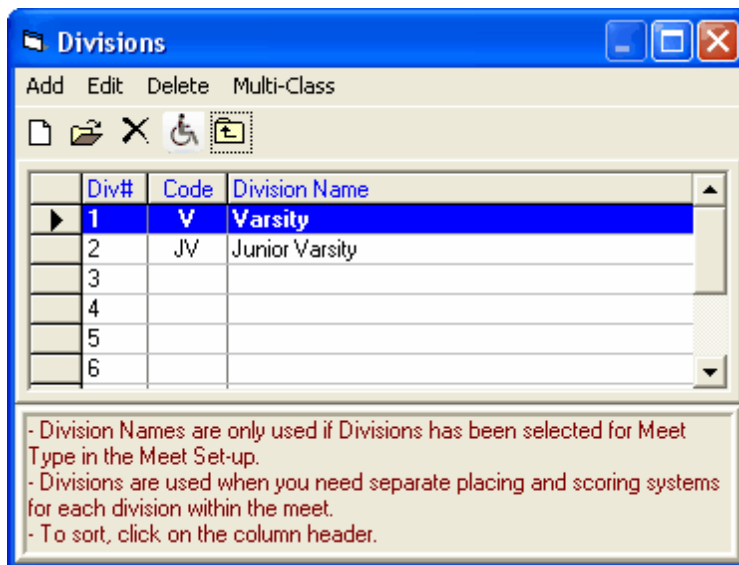 Divisions
Add Edit Delete Multi-Class
Div# Code Division Name
1 V Varsity
2 JV Junior Varsity
3
4
5
6
- Division Names are only used if Divisions has been selected for Meet
Type in the Meet Set-up.
- Divisions are used when you need separate placing and scoring systems
for each division within the meet.
- To sort, click on the column header.